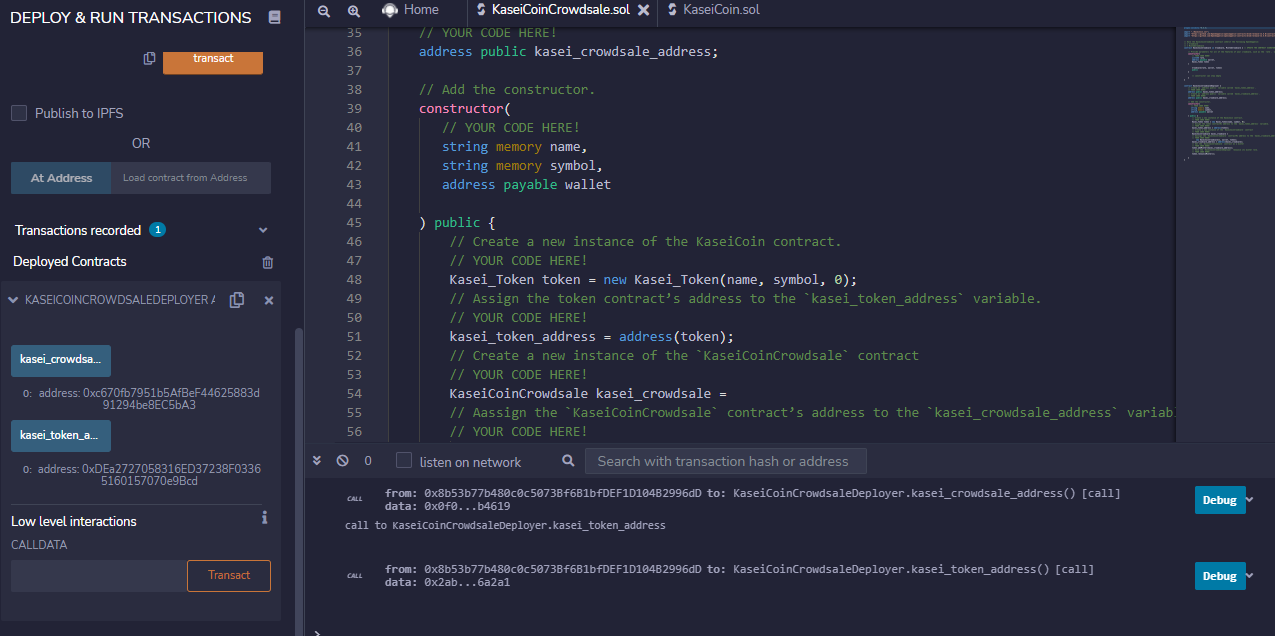 DEPLOY & RUN TRANSACTIONS
transact
Publish to IPFS
OR
At Address
Load contract from Address
Transactions recorded 1
Deployed Contracts
KASEICOINCROWDSALEDEPLOYER A
kasei_crowdsa...
0: address: 0xc670fb7951b5AfBeF44625883d
91294be8EC5bA3
kasei_token_a...
0: address: 0xDEa2727058316ED37238F0336
5160157070e9Bcd
Low level interactions
CALLDATA
Transact
Home
KaseiCoinCrowdsale.sol
KaseiCoin.sol
35 // YOUR CODE HERE!
36 address public kasei_crowdsale_address;
37
38 // Add the constructor.
39 constructor(
40 // YOUR CODE HERE!
41 string memory name,
42 string memory symbol,
43 address payable wallet
44
45 ) public {
46 // Create a new instance of the KaseiCoin contract.
47 // YOUR CODE HERE!
48 Kasei_Token token = new Kasei_Token(name, symbol, 0);
49 // Assign the token contract’s address to the `kasei_token_address` variable.
50 // YOUR CODE HERE!
51 kasei_token_address = address(token);
52 // Create a new instance of the `KaseiCoinCrowdsale` contract
53 // YOUR CODE HERE!
54 KaseiCoinCrowdsale kasei_crowdsale =
55 // Aassign the `KaseiCoinCrowdsale` contract’s address to the `kasei_crowdsale_address` variab
56 // YOUR CODE HERE!
0
listen on network
Search with transaction hash or address
CALL
from: 0x8b53b77b480c0c5073Bf6B1bfDEF1D104B2996dD to: KaseiCoinCrowdsaleDeployer.kasei_crowdsale_address() [call]
data: 0x0f0...b4619
Debug
call to KaseiCoinCrowdsaleDeployer.kasei_token_address
CALL
from: 0x8b53b77b480c0c5073Bf6B1bfDEF1D104B2996dD to: KaseiCoinCrowdsaleDeployer.kasei_token_address() [call]
data: 0x2ab...6a2a1
Debug